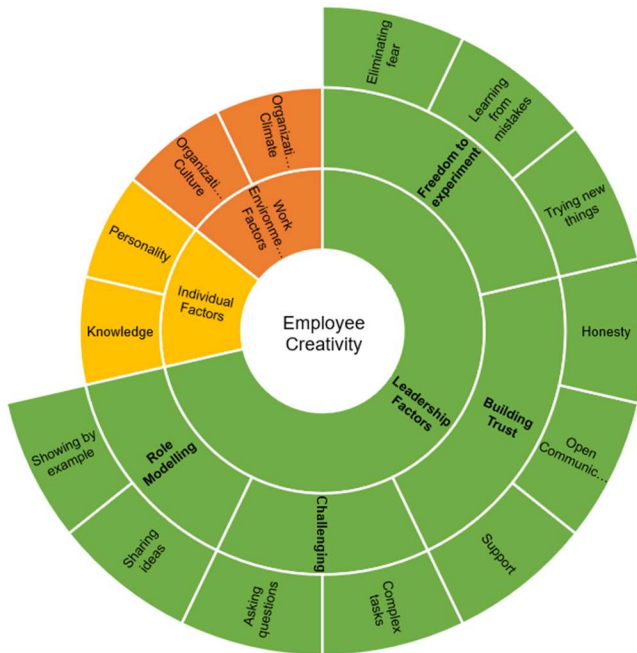 Eliminating
fear
Learning
from
mistakes
Trying new
things
Freedom to
experiment
Honesty
Open
Communic...
Support
Building
Trust
Complex
tasks
Asking
questions
Challenging
Sharing
ideas
Showing by
example
Role
Modelling
Leadership
Factors
Knowledge
Personality
Individual
Factors
Organizati...
Culture
Organizati...
Climate
Work
Environme...
Factors
Employee
Creativity